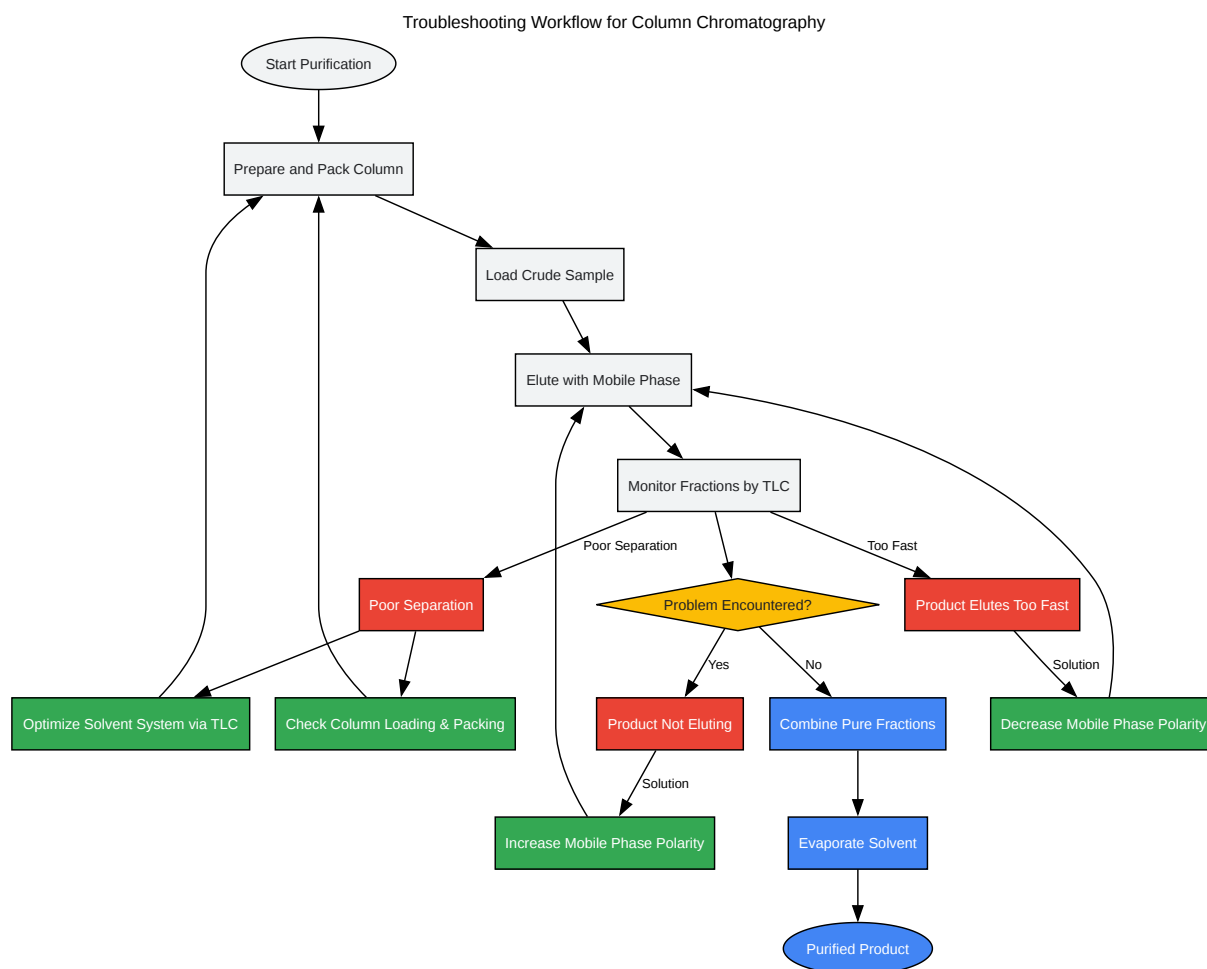 Troubleshooting Workflow for Column Chromatography
Start Purification
Prepare and Pack Column
Load Crude Sample
Elute with Mobile Phase
Monitor Fractions by TLC
Poor Separation
Too Fast
Poor Separation
Problem Encountered?
Product Elutes Too Fast
Yes
No
Solution
Optimize Solvent System via TLC
Check Column Loading & Packing
Product Not Eluting
Combine Pure Fractions
Decrease Mobile Phase Polarity
Solution
Increase Mobile Phase Polarity
Evaporate Solvent
Purified Product